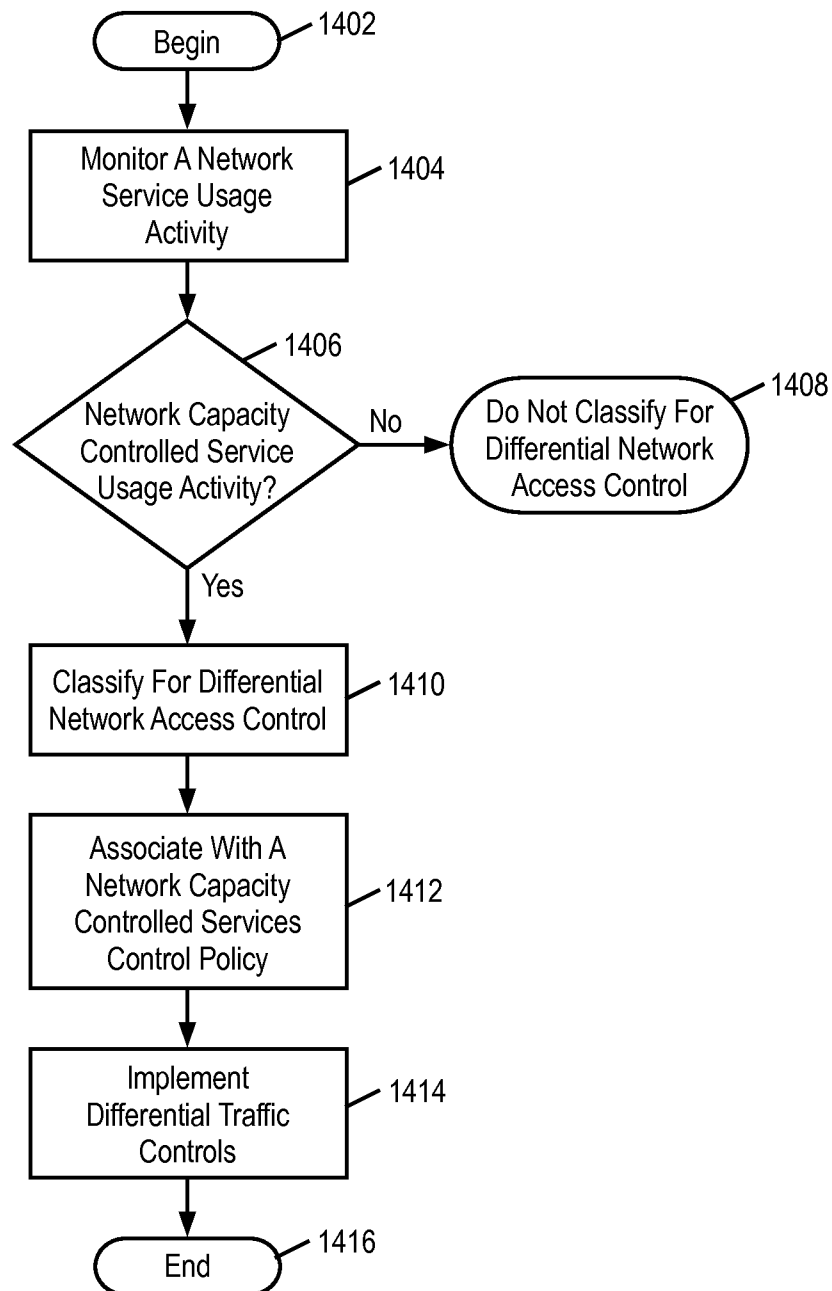 Begin
1402
Monitor A Network
Service Usage
Activity
1404
1406
Network Capacity
Controlled Service
Usage Activity?
No
1408
Do Not Classify For
Differential Network
Access Control
Yes
Classify For Differential
Network Access Control
1410
Associate With A
Network Capacity
Controlled Services
Control Policy
1412
Implement
Differential Traffic
Controls
1414
End
1416